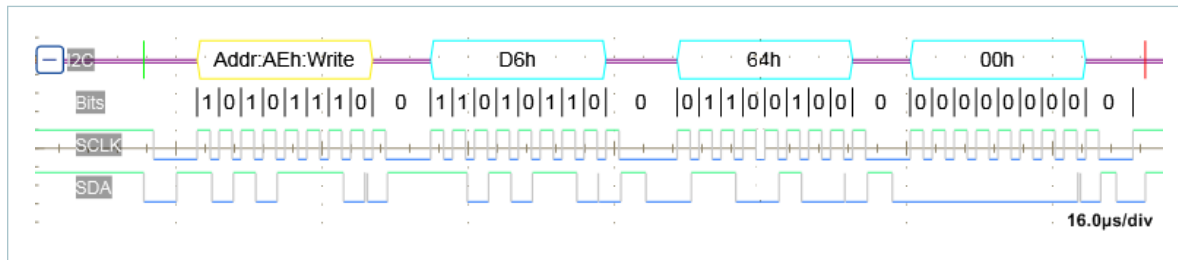 I2C Addr:AEh:Write D6h 64h 00h
Bits 1 0 1 0 1 1 1 0 0 1 1 0 1 0 1 1 0 0 0 1 1 0 0 1 0 0 0 0 0 0 0 0 0 0 0 0 0
SCLK
SDA
16.0µs/div